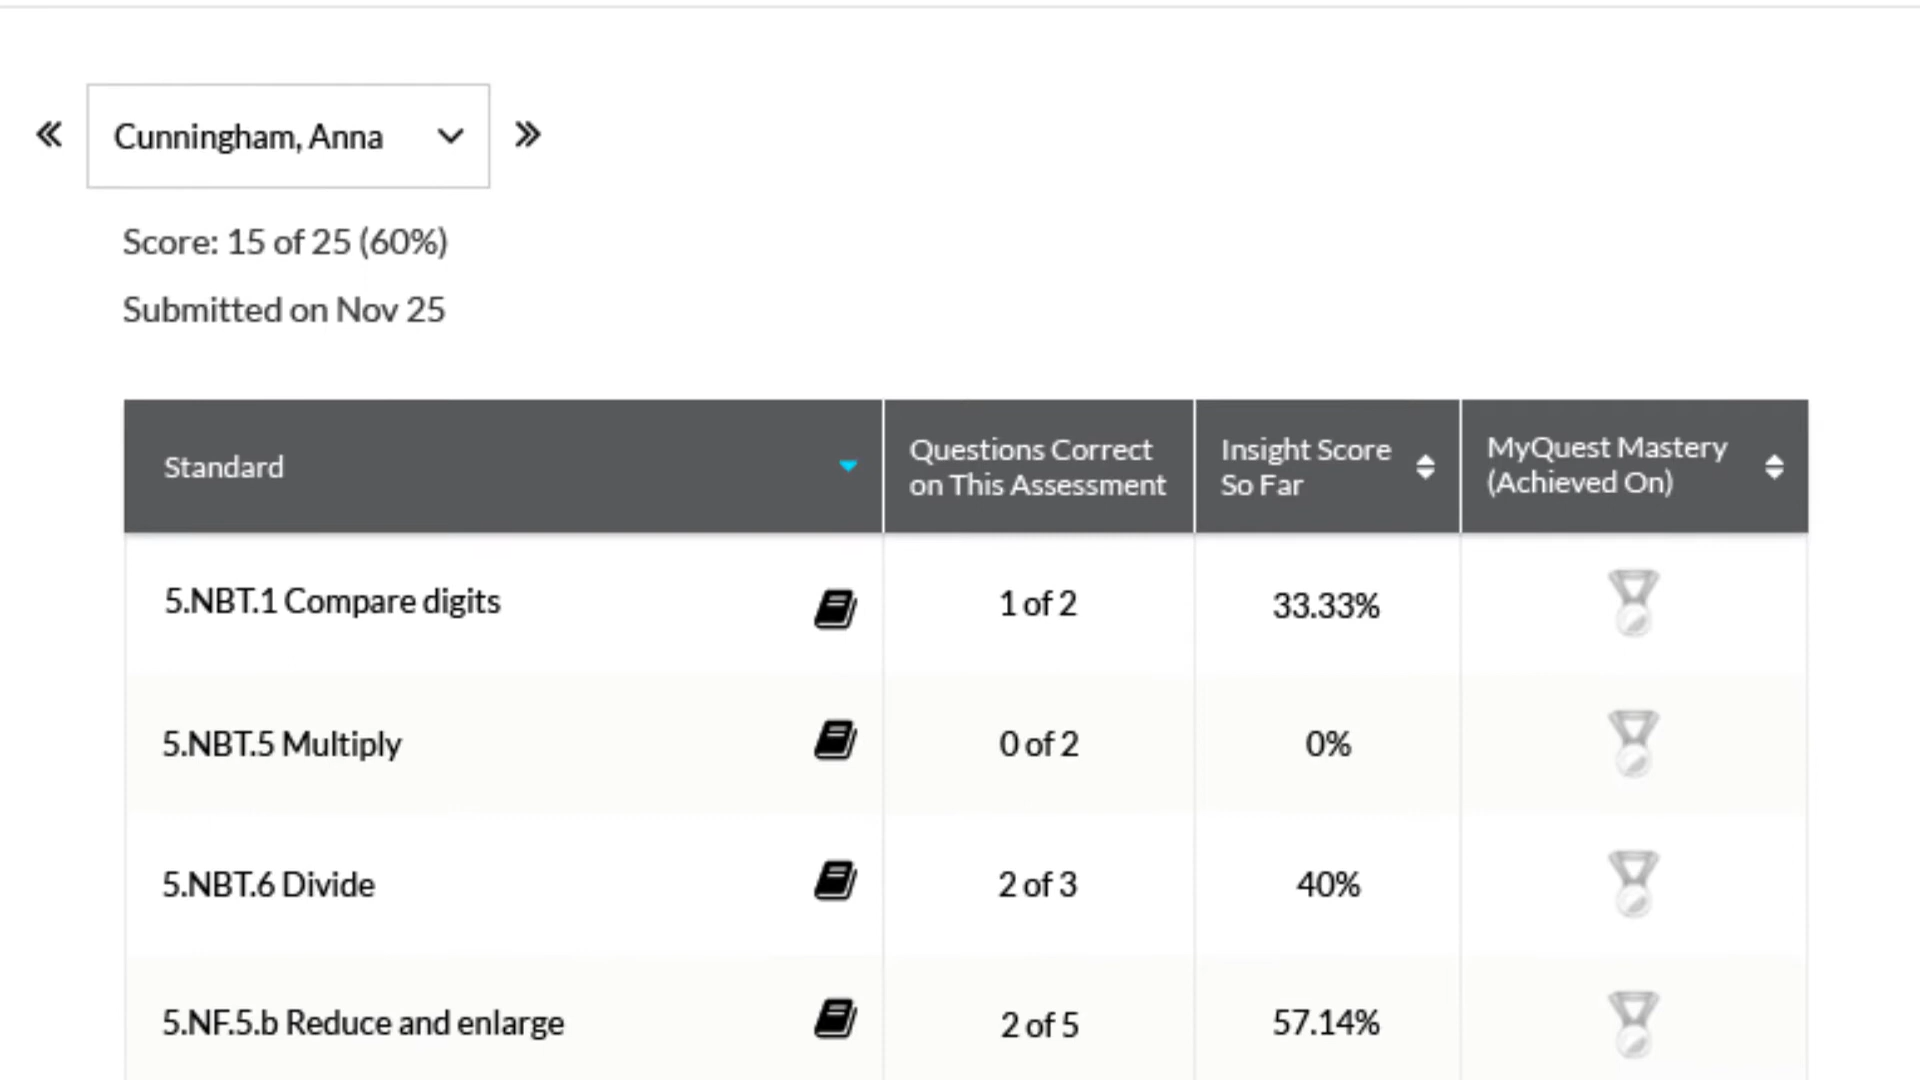 Cunningham, Anna
Score: 15 of 25 (60%)
Submitted on Nov 25
Standard
Questions Correct
on This Assessment
Insight Score
So Far
MyQuest Mastery
(Achieved On)
5.NBT.1 Compare digits
1 of 2
33.33%
5.NBT.5 Multiply
0 of 2
0%
5.NBT.6 Divide
2 of 3
40%
5.NF.5.b Reduce and enlarge
2 of 5
57.14%